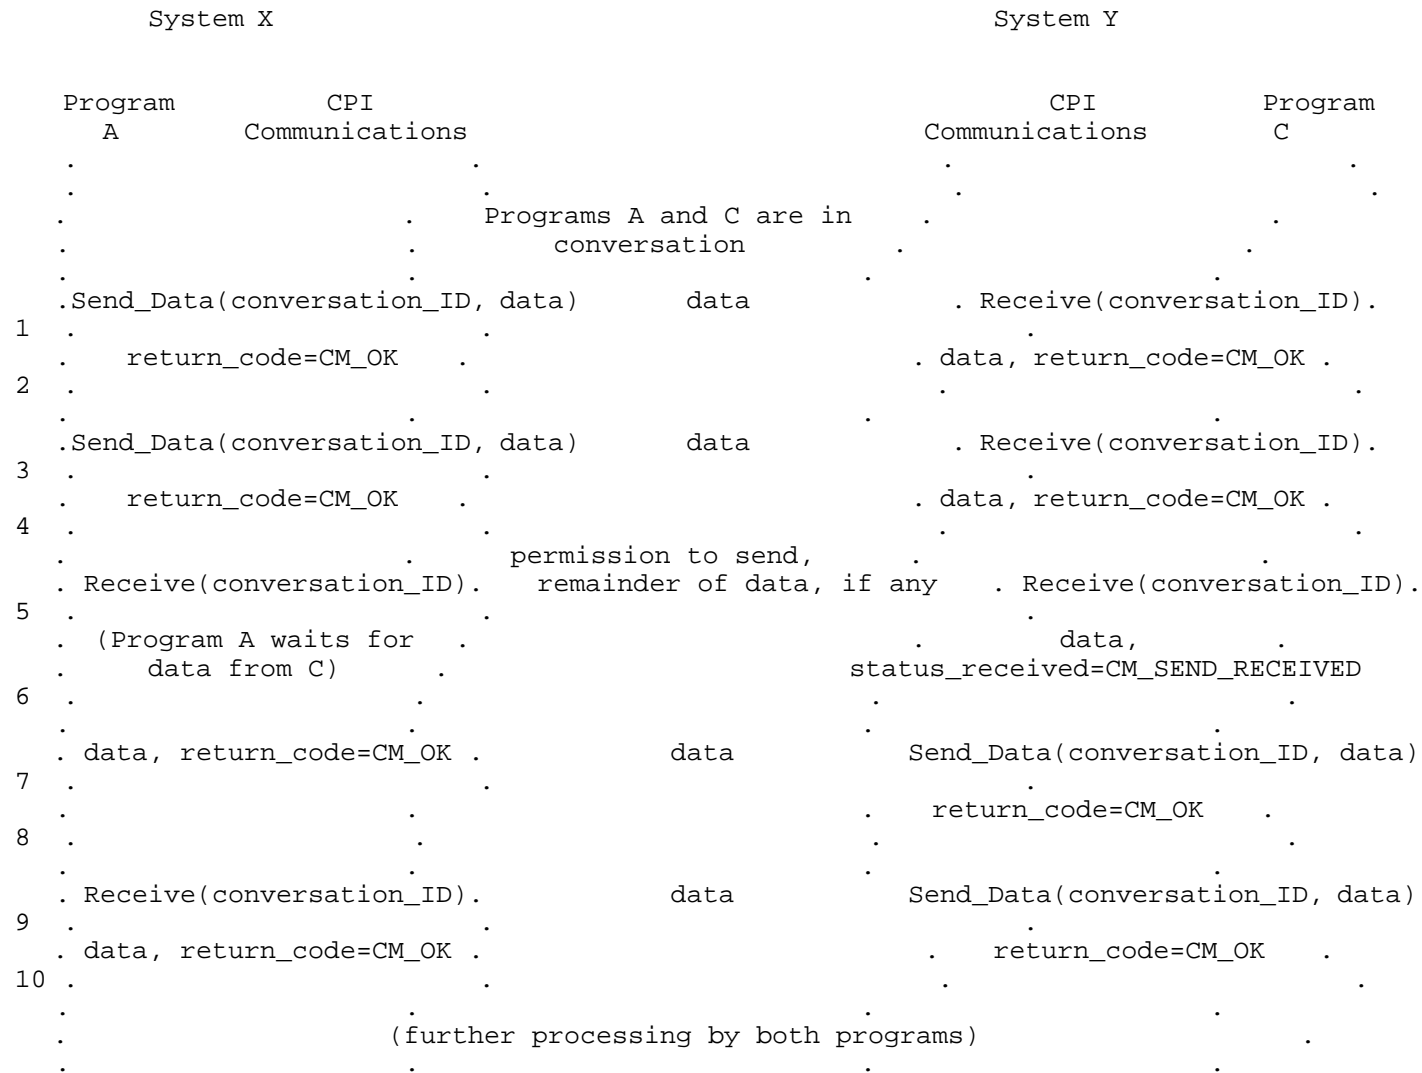 System X System Y
Program CPI CPI Program
A Communications Communications C
. . . .
. . . .
. . Programs A and C are in . .
. . conversation . .
. . . .
.Send_Data(conversation_ID, data) data . Receive(conversation_ID).
1 . . .
. return_code=CM_OK . . data, return_code=CM_OK .
2 . . . .
. . . .
.Send_Data(conversation_ID, data) data . Receive(conversation_ID).
3 . . .
. return_code=CM_OK . . data, return_code=CM_OK .
4 . . . .
. . permission to send, . .
. Receive(conversation_ID). remainder of data, if any . Receive(conversation_ID).
5 . . .
. (Program A waits for . . data, .
. data from C) . status_received=CM_SEND_RECEIVED
6 . . . .
. . . .
. data, return_code=CM_OK . data Send_Data(conversation_ID, data)
7 . . .
. . . return_code=CM_OK .
8 . . . .
. . . .
. Receive(conversation_ID). data Send_Data(conversation_ID, data)
9 . . .
. data, return_code=CM_OK . . return_code=CM_OK .
10 . . . .
. . . .
. (further processing by both programs) .
. . . .